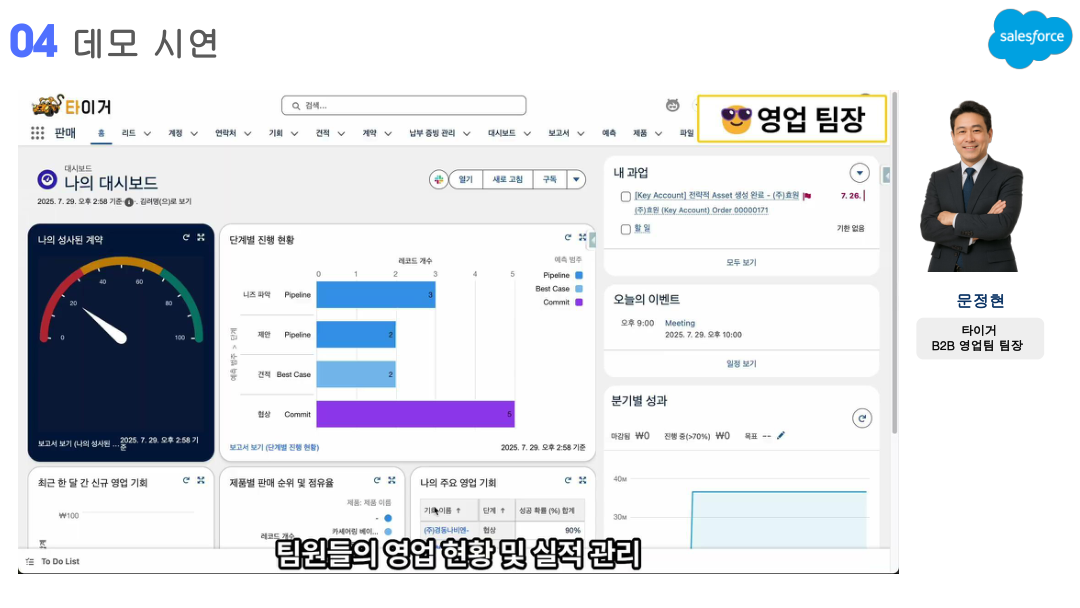 04 데모 시연
salesforce
타이거
검색...
영업 팀장
판매 홈 리드 계정 연락처 기회 견적 계약 납부 증빙 관리 대시보드 보고서 예측 제품 파일
대시보드
나의 대시보드
2025. 7. 29. 오후 2:58 기준 · 김려명(으)로 보기
열기 새로 고침 구독
나의 성사된 계약
0 20 40 60 80 100
보고서 보기 (나의 성사된 ... 2025. 7. 29. 오후 2:58 기준
단계별 진행 현황
레코드 개수
0 1 2 3 4 5
예측 범주 > 단계
니즈 파악 Pipeline 3
제안 Pipeline 2
견적 Best Case 2
협상 Commit 5
예측 범주
Pipeline
Best Case
Commit
보고서 보기 (단계별 진행 현황) 2025. 7. 29. 오후 2:58 기준
내 과업
[Key Account] 전략적 Asset 생성 완료 - (주)효원 7. 26.
(주)효원 (Key Account) Order 00000171
할 일 기한 없음
모두 보기
오늘의 이벤트
오후 9:00 Meeting
2025. 7. 29. 오후 10:00
일정 보기
분기별 성과
마감됨 ₩0 진행 중(>70%) ₩0 목표 --
40M
30M
최근 한 달 간 신규 영업 기회
₩100
제품별 판매 순위 및 점유율
제품: 제품 이름
-
카셰어링 베이...
레코드 개수
나의 주요 영업 기회
기회 이름 ↑ 단계 ↑ 성공 확률 (%) 합계
(주)경동나비엔- 협상 90%
팀원들의 영업 현황 및 실적 관리
To Do List
문정현
타이거
B2B 영업팀 팀장